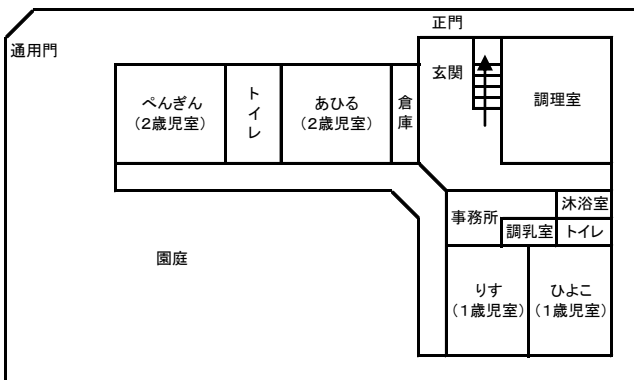 正門
通用門
玄関
調理室
ぺんぎん
(2歳児室)
トイレ
あひる
(2歳児室)
倉庫
沐浴室
事務所
調乳室
トイレ
園庭
りす
(1歳児室)
ひよこ
(1歳児室)